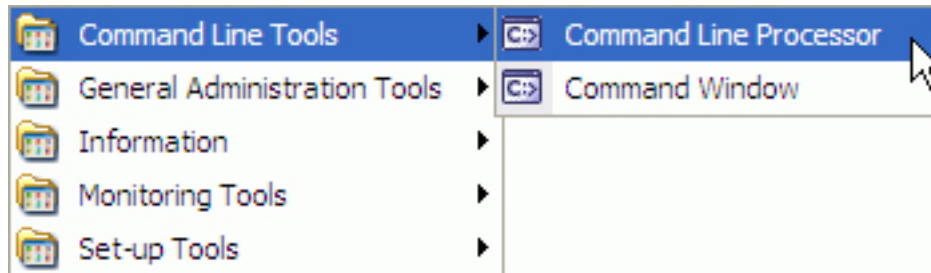 Command Line Tools
General Administration Tools
Information
Monitoring Tools
Set-up Tools
C:> Command Line Processor
C:> Command Window